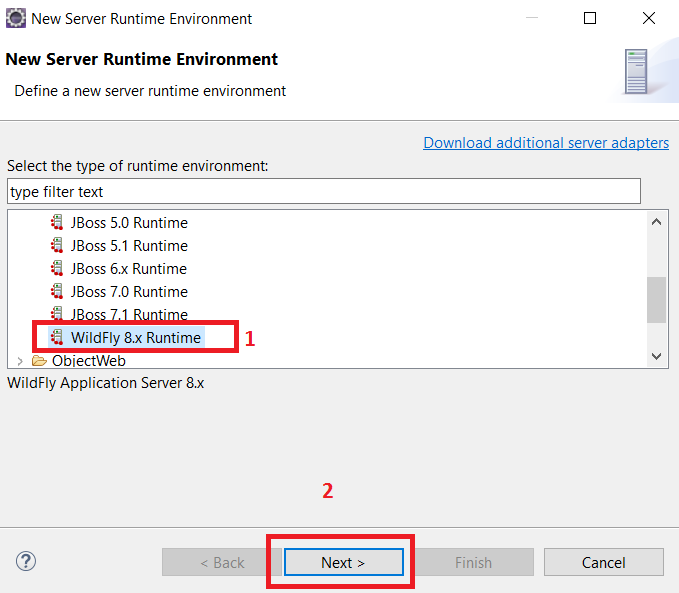 New Server Runtime Environment
New Server Runtime Environment
Define a new server runtime environment
Download additional server adapters
Select the type of runtime environment:
type filter text
JBoss 5.0 Runtime
JBoss 5.1 Runtime
JBoss 6.x Runtime
JBoss 7.0 Runtime
JBoss 7.1 Runtime
WildFly 8.x Runtime 1
ObjectWeb
WildFly Application Server 8.x
2
? < Back Next > Finish Cancel